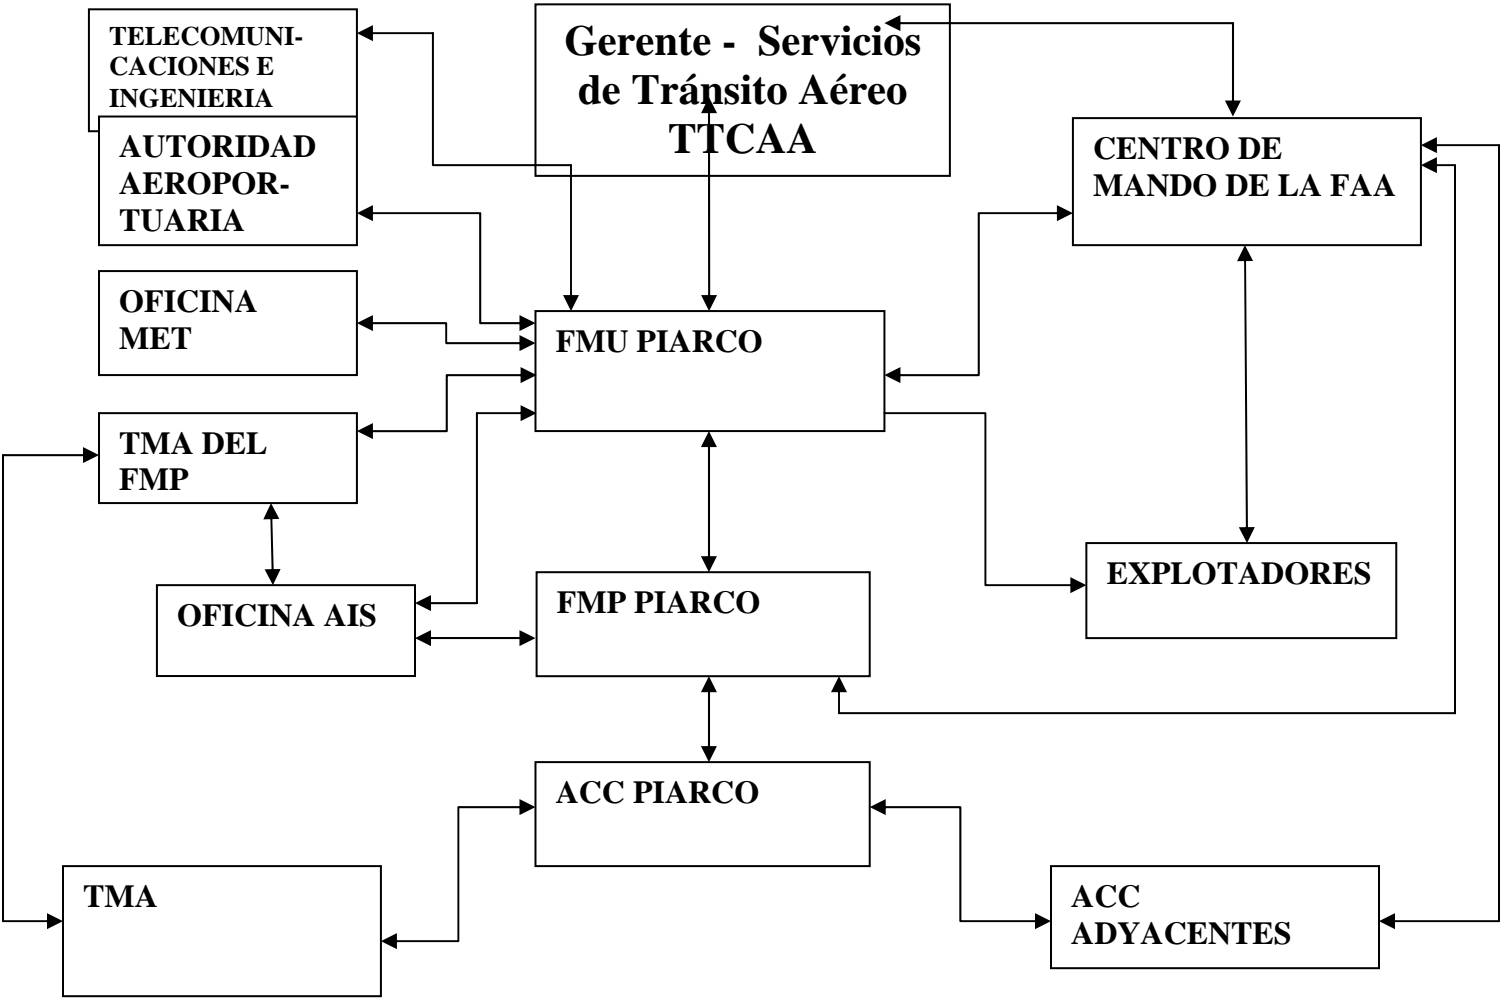 TELECOMUNI-
CACIONES E
INGENIERIA
Gerente - Servicios
de Tránsito Aéreo
TTCAA
AUTORIDAD
AEROPOR-
TUARIA
CENTRO DE
MANDO DE LA FAA
OFICINA
MET
FMU PIARCO
TMA DEL
FMP
EXPLOTADORES
OFICINA AIS
FMP PIARCO
ACC PIARCO
TMA
ACC
ADYACENTES